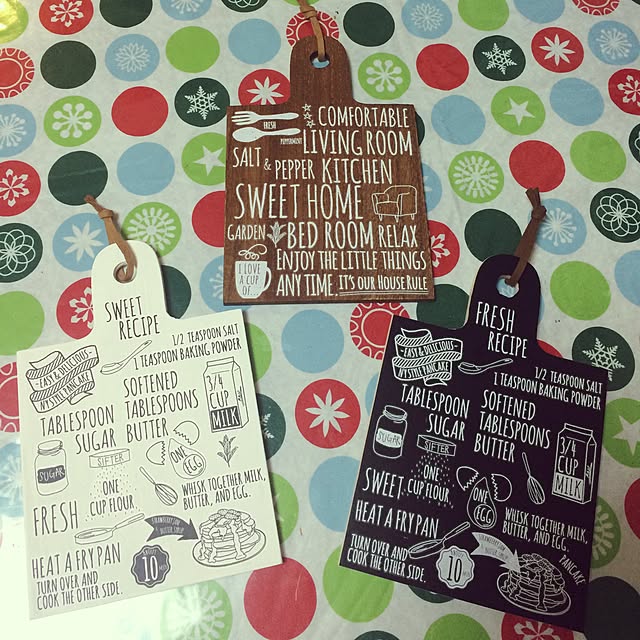 COMFORTABLE
FRESH
PEPPERMINT
LIVING ROOM
SALT
& PEPPER KITCHEN
SWEET HOME
GARDEN BED ROOM RELAX
ENJOY THE LITTLE THINGS
ANY TIME. IT'S OUR HOUSE RULE
I LOVE
A CUP
OF...
SWEET
RECIPE
1/2 TEASPOON SALT
1 TEASPOON BAKING POWDER
EASY & DELICIOUS
TABLESPOON
SUGAR
SOFTENED
TABLESPOONS
BUTTER
3/4
CUP
MILK
SUGAR
SIFTER
ONE
CUP FLOUR
ONE
EGG
WHISK TOGETHER MILK,
BUTTER, AND EGG.
FRESH
HEAT A FRY PAN
TURN OVER AND
COOK THE OTHER SIDE.
10
FRESH
RECIPE
1/2 TEASPOON SALT
1 TEASPOON BAKING POWDER
EASY & DELICIOUS
TABLESPOON
SUGAR
SOFTENED
TABLESPOONS
BUTTER
3/4
CUP
MILK
SUGAR
SIFTER
SWEET
ONE
CUP FLOUR
ONE
EGG
WHISK TOGETHER MILK,
BUTTER, AND EGG.
HEAT A FRY PAN
TURN OVER AND
COOK THE OTHER SIDE.
10
PANCAKE